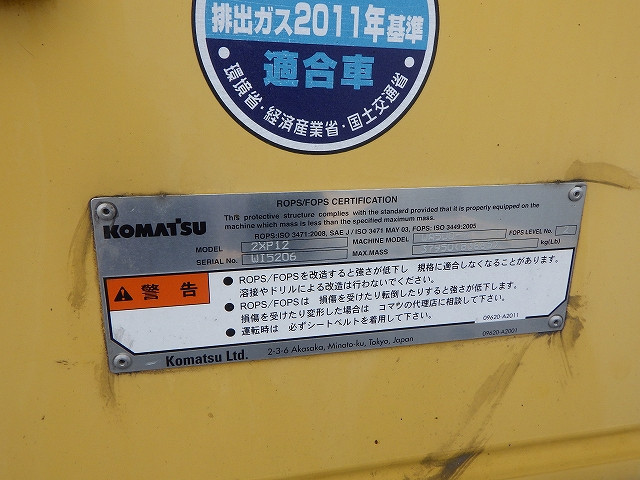 排出ガス2011年基準
適合車
・環境省・経済産業省・国土交通省・
ROPS/FOPS CERTIFICATION
KOMATSU
This protective structure complies with the standard provided that it is properly equipped on the
machine which mass is less than the specified maximum mass.
ROPS:ISO 3471-2008, SAE J / ISO 3471 MAY 03, FOPS: ISO 3449:2005
MODEL 2XP12 MACHINE MODEL FOPS LEVEL No.
SERIAL No. WI5206 MAX.MASS kg(Lb)
警告
● ROPS/FOPSを改造すると強さが低下し 規格に適合しなくなることがあります。
溶接やドリルによる改造は行わないでください。
● ROPS/FOPSは 損傷を受けたり転倒したりすると強さが低下します。
損傷を受けたり変形した場合は コマツの代理店に相談して下さい。
● 運転時は 必ずシートベルトを着用して下さい。
09620-A2011
Komatsu Ltd. 2-3-6 Akasaka, Minato-ku, Tokyo, Japan 09620-A2001